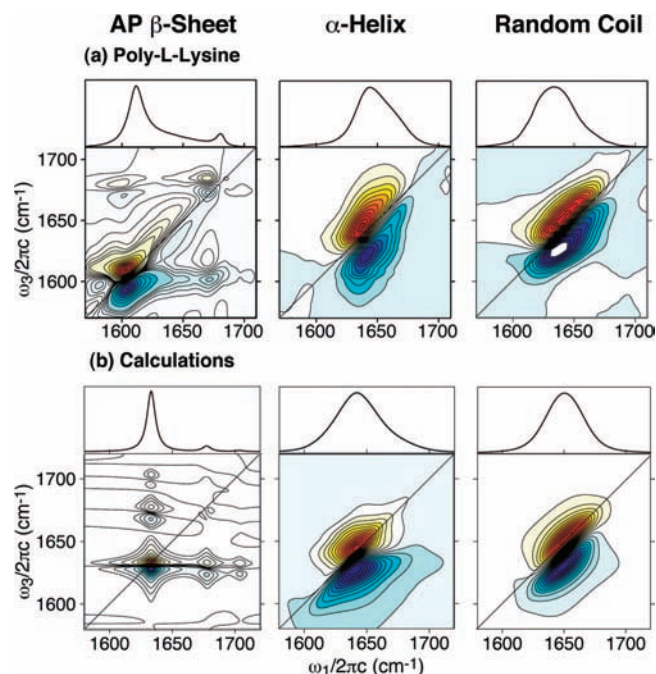 AP β-Sheet α-Helix Random Coil
(a) Poly-L-Lysine
1700
1650
1600
ω3/2πc (cm-1)
1600 1650 1700 1600 1650 1700 1600 1650 1700
(b) Calculations
1700
1650
1600
ω3/2πc (cm-1)
1600 1650 1700 1600 1650 1700 1600 1650 1700
ω1/2πc (cm-1)